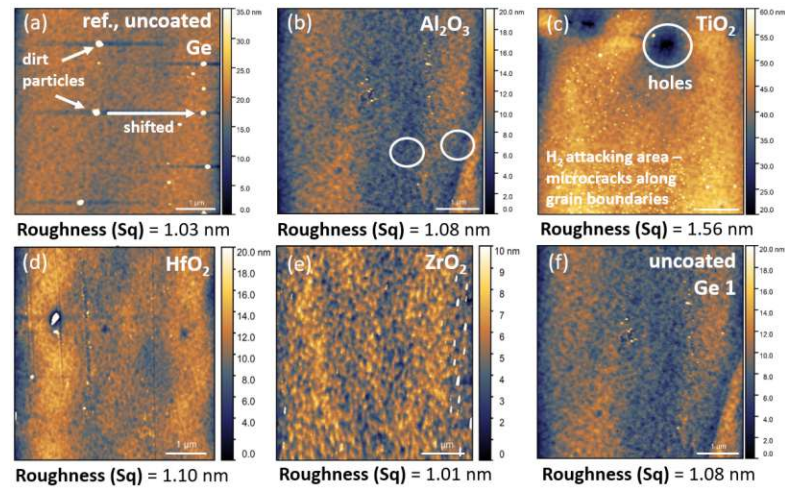 (a) ref., uncoated
Ge
dirt
particles
shifted
1 µm
35.0 nm
30.0
25.0
20.0
15.0
10.0
5.0
0.0
Roughness (Sq) = 1.03 nm
(b) Al₂O₃
1 µm
20.0 nm
18.0
16.0
14.0
12.0
10.0
8.0
6.0
4.0
2.0
0.0
Roughness (Sq) = 1.08 nm
(c) TiO₂
holes
H₂ attacking area –
microcracks along
grain boundaries
60.0 nm
55.0
50.0
45.0
40.0
35.0
30.0
25.0
20.0
Roughness (Sq) = 1.56 nm
(d) HfO₂
1 µm
20.0 nm
18.0
16.0
14.0
12.0
10.0
8.0
6.0
4.0
2.0
0.0
Roughness (Sq) = 1.10 nm
(e) ZrO₂
1 µm
10 nm
9
8
7
6
5
4
3
2
1
0
Roughness (Sq) = 1.01 nm
(f) uncoated
Ge 1
1 µm
20.0 nm
18.0
16.0
14.0
12.0
10.0
8.0
6.0
4.0
2.0
0.0
Roughness (Sq) = 1.08 nm